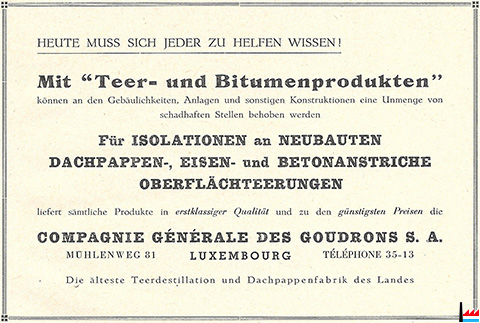 HEUTE MUSS SICH JEDER ZU HELFEN WISSEN!
Mit "Teer- und Bitumenprodukten"
können an den Gebäulichkeiten, Anlagen und sonstigen Konstruktionen eine Unmenge von
schadhaften Stellen behoben werden
Für ISOLATIONEN an NEUBAUTEN
DACHPAPPEN-, EISEN- und BETONANSTRICHE
OBERFLÄCHTEERUNGEN
liefert sämtliche Produkte in erstklassiger Qualität und zu den günstigsten Preisen die
COMPAGNIE GÉNÉRALE DES GOUDRONS S. A.
MÜHLENWEG 81 LUXEMBOURG TÉLÉPHONE 35-13
Die älteste Teerdestillation und Dachpappenfabrik des Landes